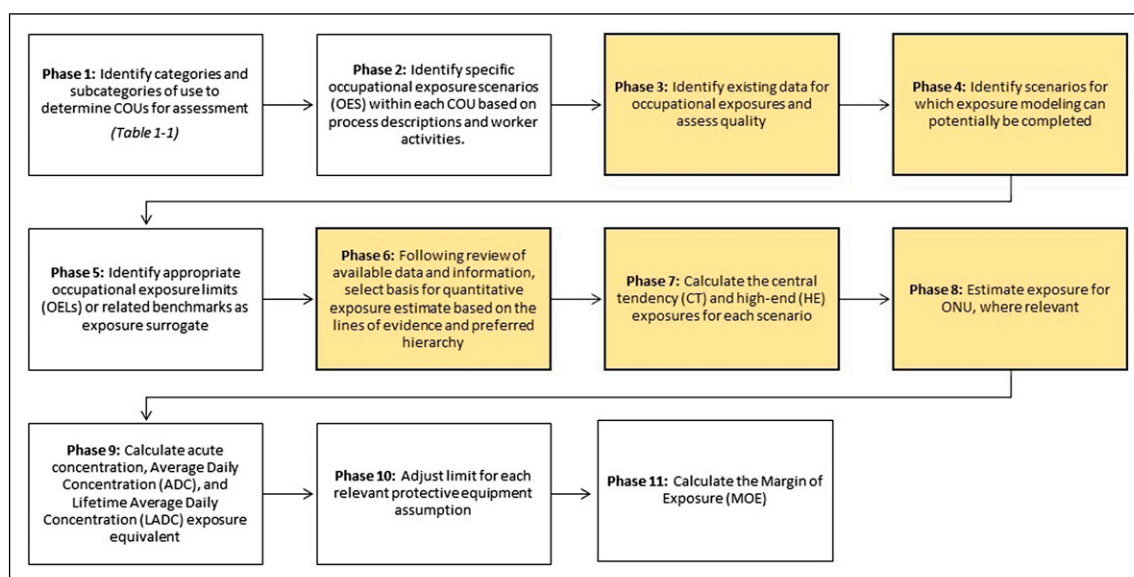 Phase 1: Identify categories and
subcategories of use to
determine COUs for assessment
(Table 1-1)
Phase 2: Identify specific
occupational exposure scenarios
(OES) within each COU based on
process descriptions and worker
activities.
Phase 3: Identify existing data for
occupational exposures and
assess quality
Phase 4: Identify scenarios for
which exposure modeling can
potentially be completed
Phase 5: Identify appropriate
occupational exposure limits
(OELs) or related benchmarks as
exposure surrogate
Phase 6: Following review of
available data and information,
select basis for quantitative
exposure estimate based on the
lines of evidence and preferred
hierarchy
Phase 7: Calculate the central
tendency (CT) and high-end (HE)
exposures for each scenario
Phase 8: Estimate exposure for
ONU, where relevant
Phase 9: Calculate acute
concentration, Average Daily
Concentration (ADC), and
Lifetime Average Daily
Concentration (LADC) exposure
equivalent
Phase 10: Adjust limit for each
relevant protective equipment
assumption
Phase 11: Calculate the Margin of
Exposure (MOE)